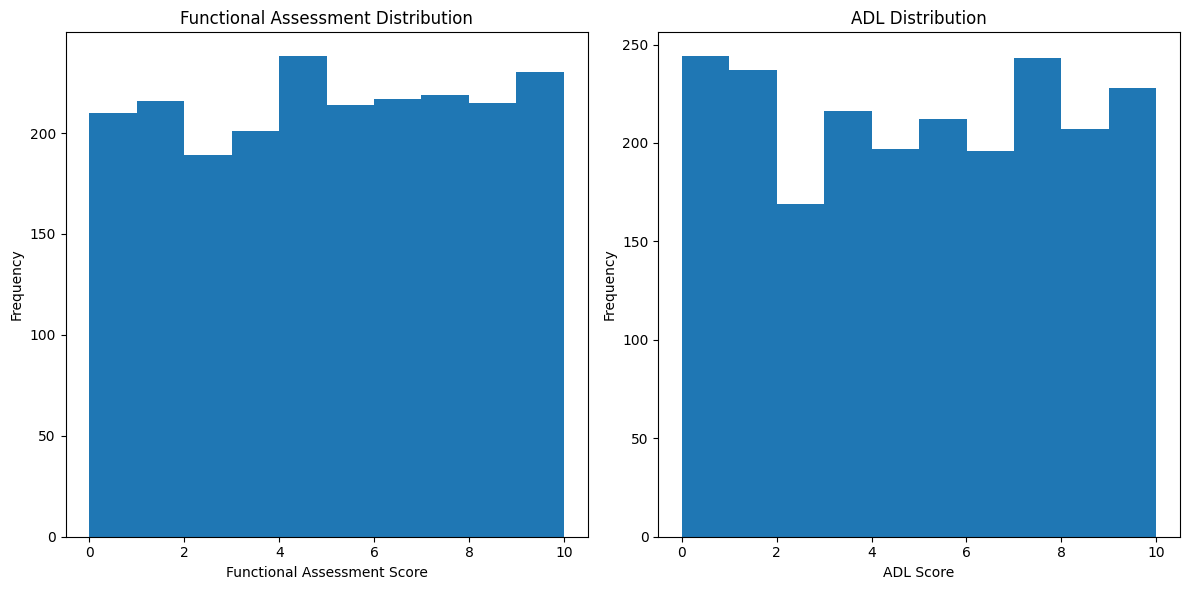 Functional Assessment Distribution
Frequency
200
150
100
50
0
0 2 4 6 8 10
Functional Assessment Score
ADL Distribution
Frequency
250
200
150
100
50
0
0 2 4 6 8 10
ADL Score